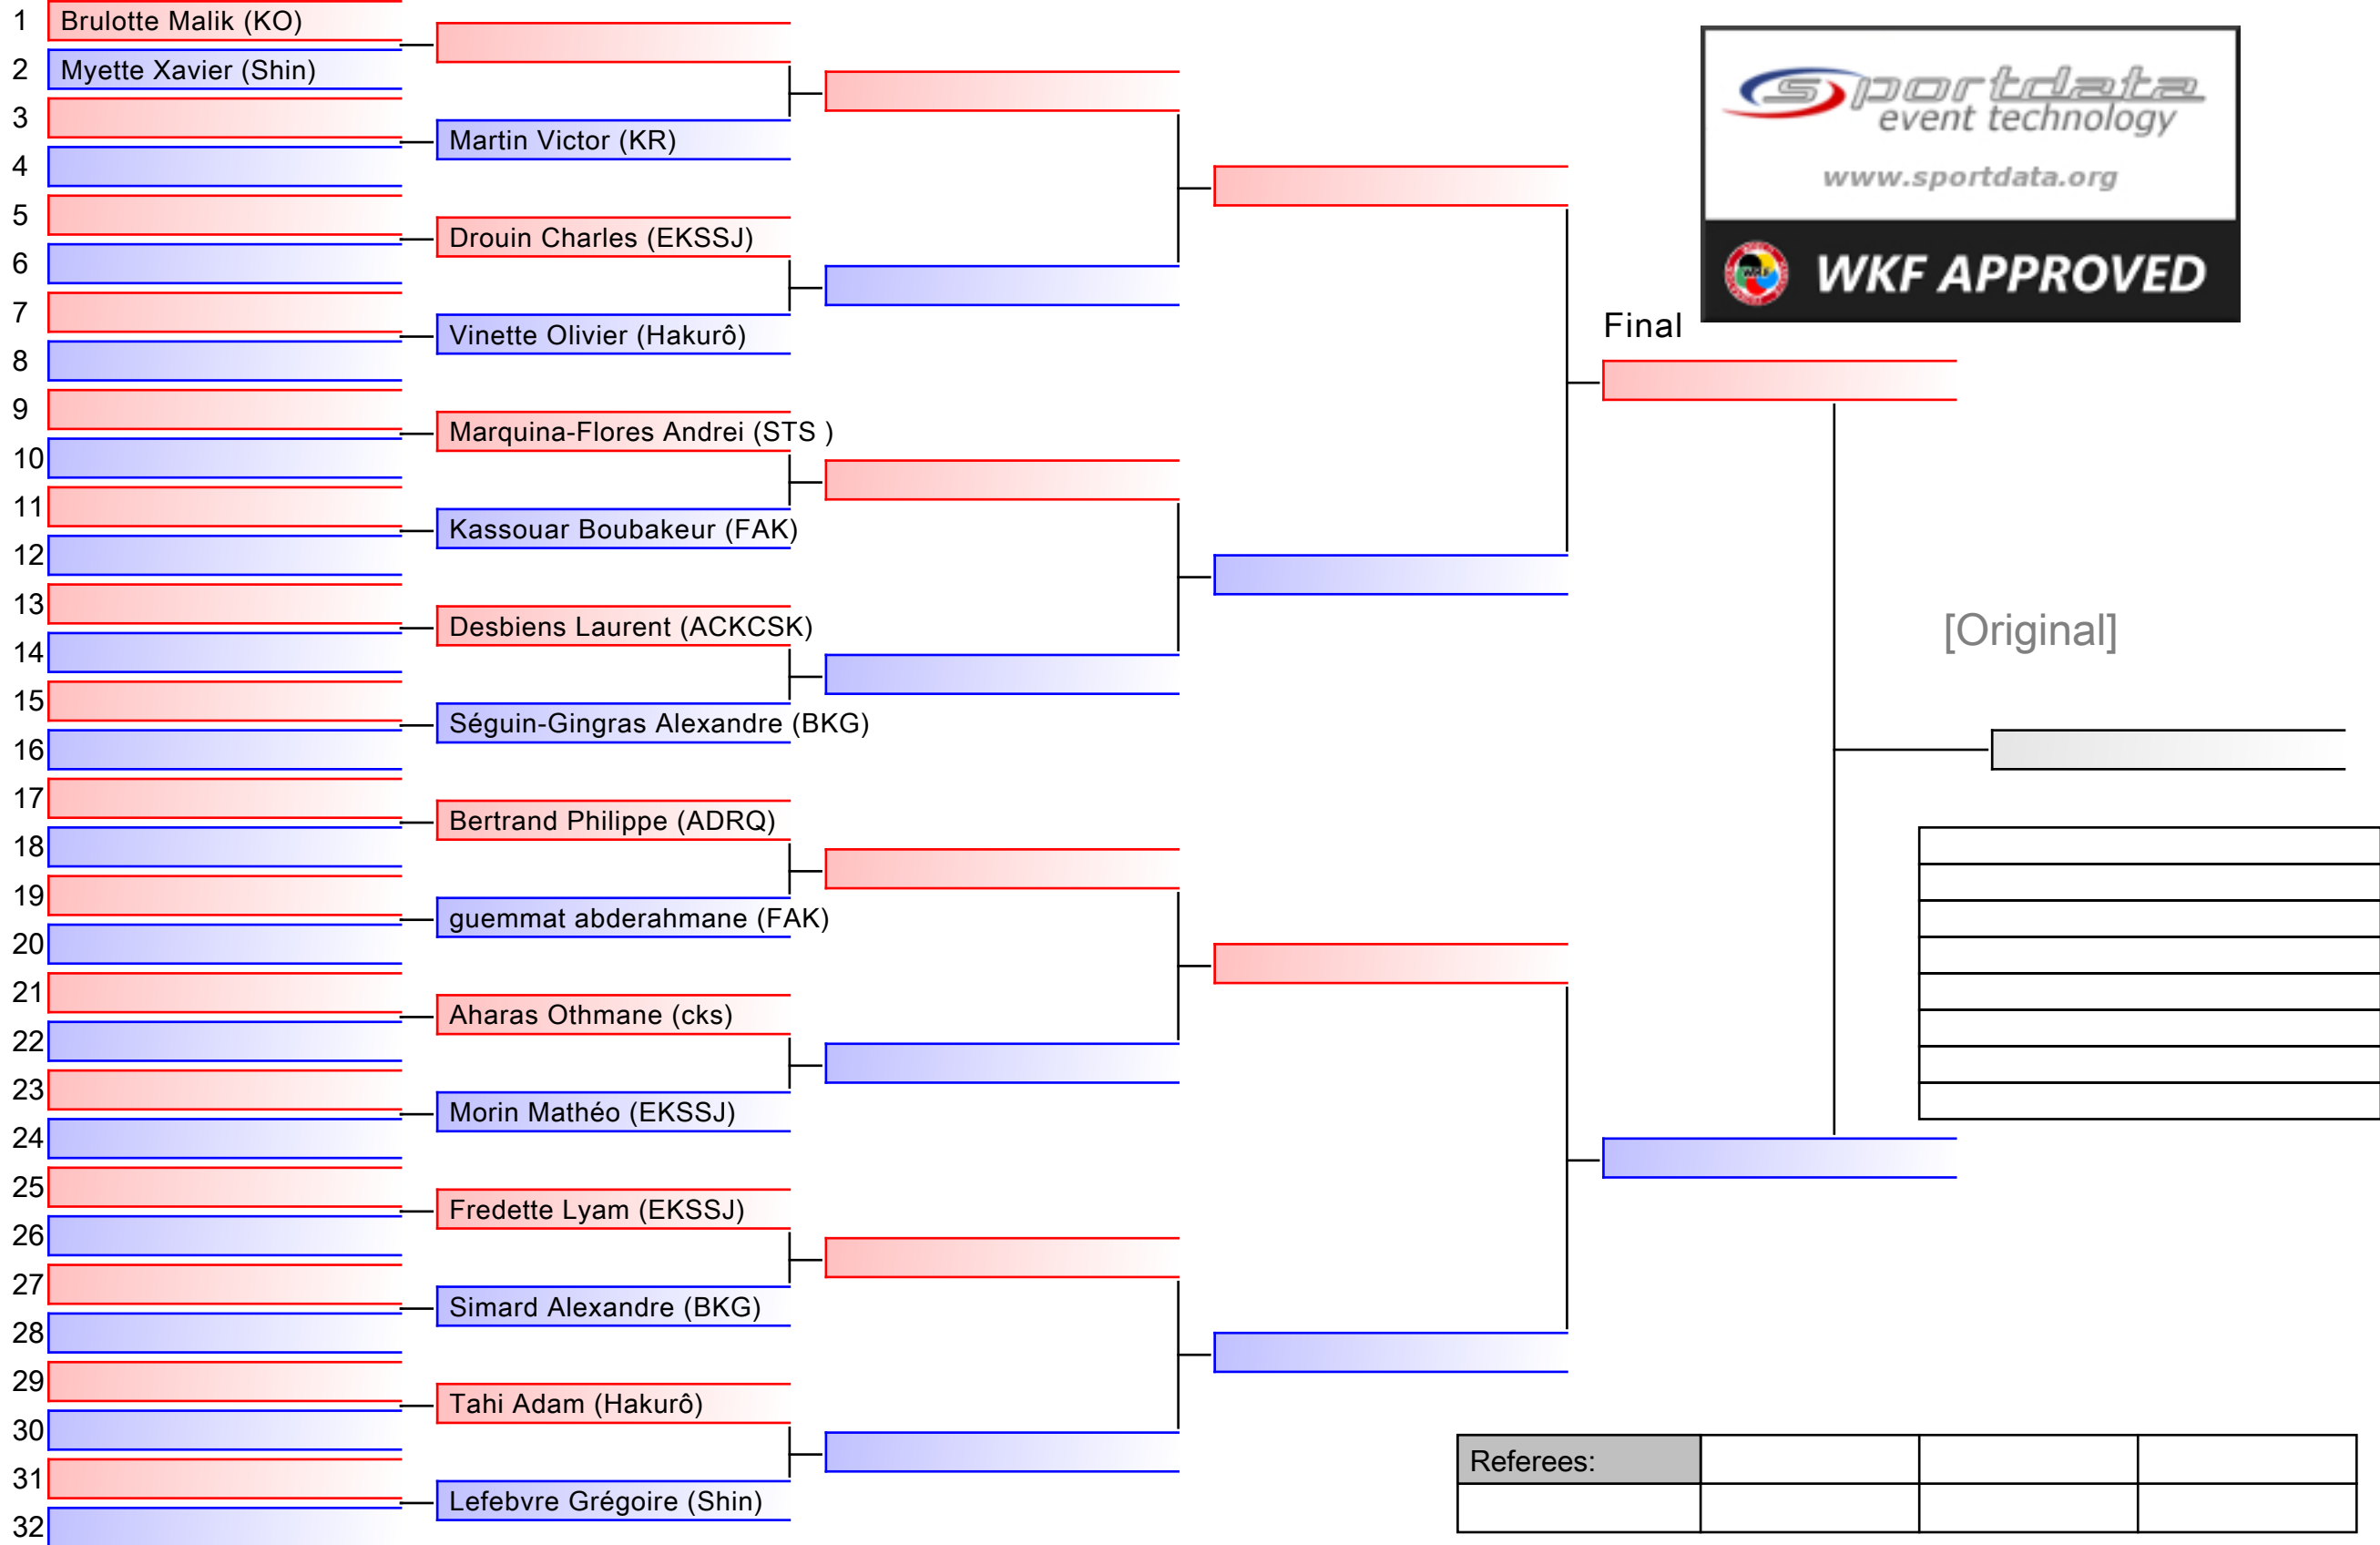 1 Brulotte Malik (KO)
2 Myette Xavier (Shin)
3
4
5
6
7
8
9
10
11
12
13
14
15
16
17
18
19
20
21
22
23
24
25
26
27
28
29
30
31
32
Martin Victor (KR)
Drouin Charles (EKSSJ)
Vinette Olivier (Hakurô)
Marquina-Flores Andrei (STS )
Kassouar Boubakeur (FAK)
Desbiens Laurent (ACKCSK)
Séguin-Gingras Alexandre (BKG)
Bertrand Philippe (ADRQ)
guemmat abderahmane (FAK)
Aharas Othmane (cks)
Morin Mathéo (EKSSJ)
Fredette Lyam (EKSSJ)
Simard Alexandre (BKG)
Tahi Adam (Hakurô)
Lefebvre Grégoire (Shin)
sportdata
event technology
www.sportdata.org
WKF
WKF APPROVED
Final
[Original]
Referees: